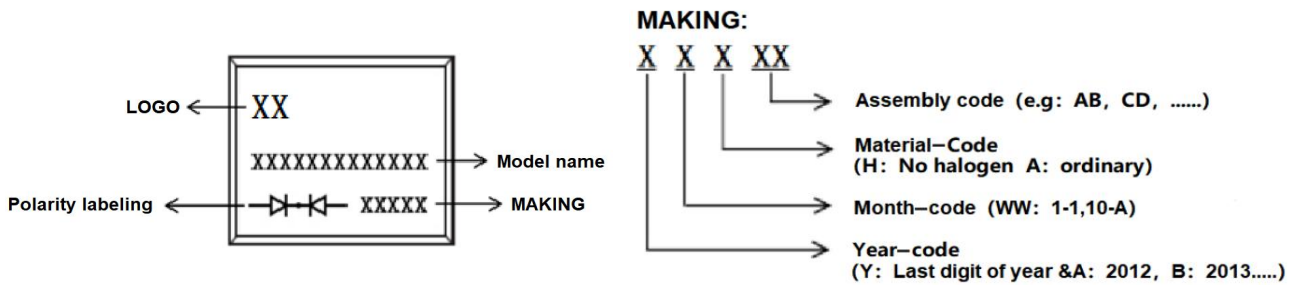 MAKING:
X X X XX
LOGO
XX
Assembly code (e.g: AB, CD, ......)
Material-Code
(H: No halogen A: ordinary)
XXXXXXXXXXXXX
Model name
Polarity labeling
XXXXX
MAKING
Month-code (WW: 1-1,10-A)
Year-code
(Y: Last digit of year &A: 2012, B: 2013.....)